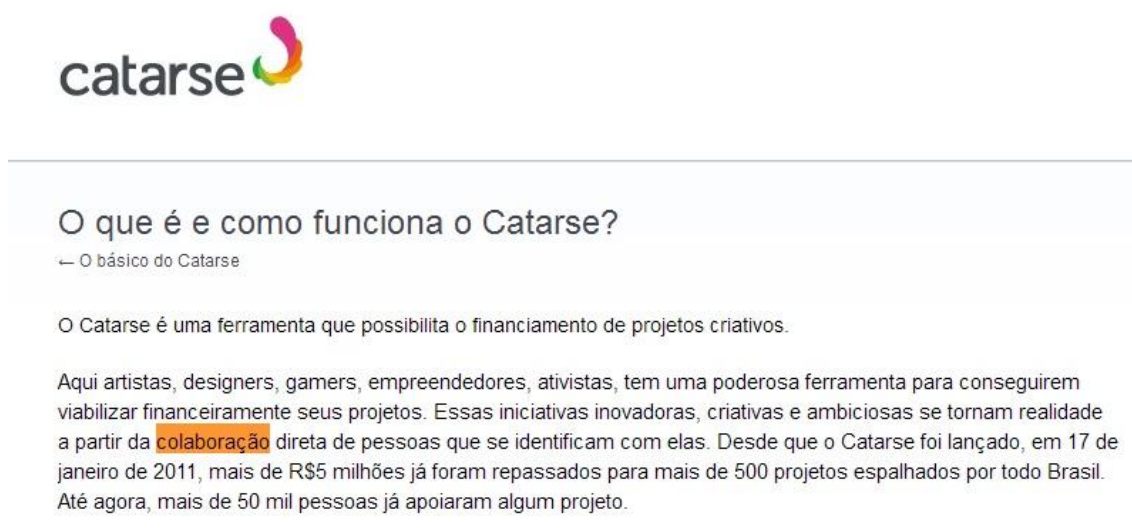 catarse
O que é e como funciona o Catarse?
← O básico do Catarse
O Catarse é uma ferramenta que possibilita o financiamento de projetos criativos.
Aqui artistas, designers, gamers, empreendedores, ativistas, tem uma poderosa ferramenta para conseguirem
viabilizar financeiramente seus projetos. Essas iniciativas inovadoras, criativas e ambiciosas se tornam realidade
a partir da colaboração direta de pessoas que se identificam com elas. Desde que o Catarse foi lançado, em 17 de
janeiro de 2011, mais de R$5 milhões já foram repassados para mais de 500 projetos espalhados por todo Brasil.
Até agora, mais de 50 mil pessoas já apoiaram algum projeto.